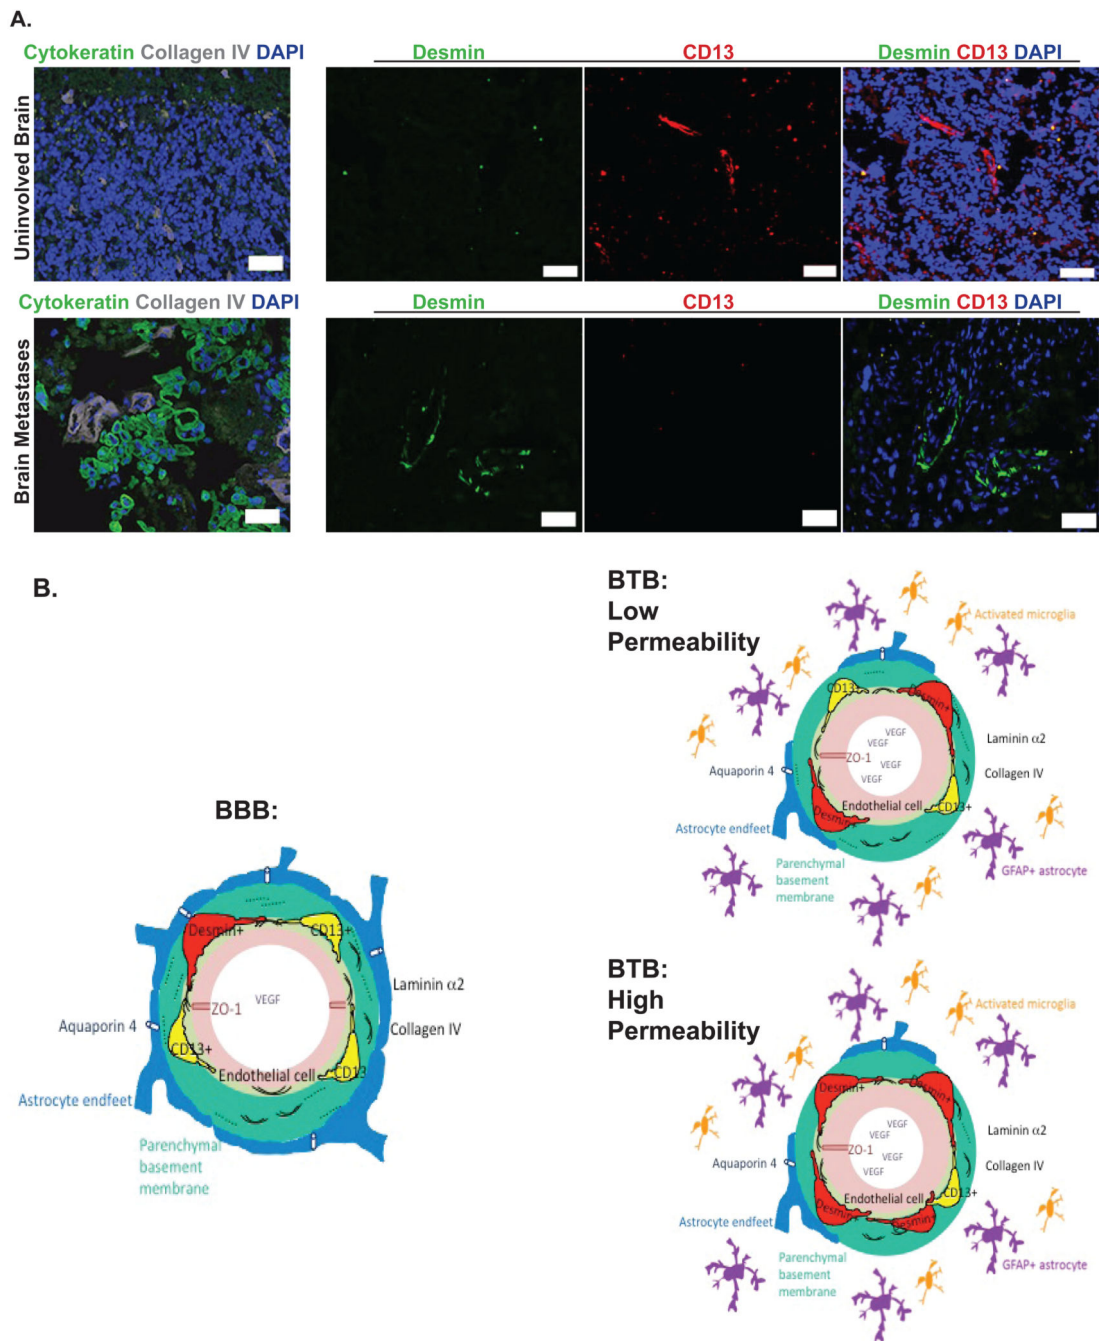 A.
Cytokeratin Collagen IV DAPI
Desmin
CD13
Desmin CD13 DAPI
Uninvolved Brain
Cytokeratin Collagen IV DAPI
Desmin
CD13
Desmin CD13 DAPI
Brain Metastases
B.
BBB:
Desmin+
CD13+
VEGF
ZO-1
Laminin α2
Collagen IV
Aquaporin 4
CD13+
CD13
Endothelial cell
Astrocyte endfeet
Parenchymal
basement
membrane
BTB:
Low
Permeability
Activated microglia
CD13+
Desmin+
VEGF
VEGF
VEGF
VEGF
ZO-1
Laminin α2
Collagen IV
Aquaporin 4
Endothelial cell
CD13+
Desmin+
Astrocyte endfeet
Parenchymal
basement
membrane
GFAP+ astrocyte
BTB:
High
Permeability
Activated microglia
Desmin+
Desmin+
VEGF
VEGF
VEGF
VEGF
ZO-1
Laminin α2
Collagen IV
Aquaporin 4
Endothelial cell
CD13+
Desmin+
Desmin+
Astrocyte endfeet
Parenchymal
basement
membrane
GFAP+ astrocyte